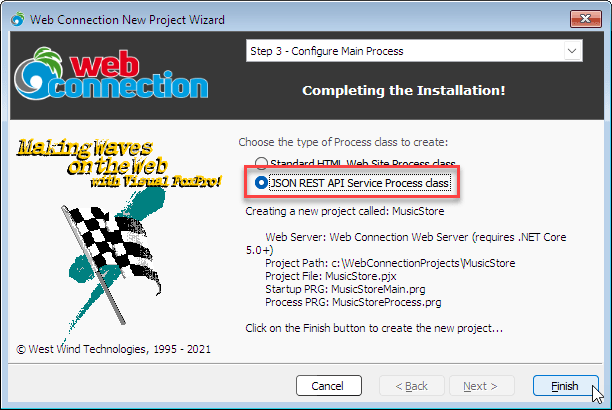 Web Connection New Project Wizard
Step 3 - Configure Main Process
web
connection
Completing the Installation!
Making Waves
on the Web
with Visual FoxPro!
Choose the type of Process class to create:
Standard HTML Web Site Process class
JSON REST API Service Process class
Creating a new project called: MusicStore
Web Server: Web Connection Web Server (requires .NET Core
5.0+)
Project Path: c:\WebConnectionProjects\MusicStore
Project File: MusicStore.pjx
Startup PRG: MusicStoreMain.prg
Process PRG: MusicStoreProcess.prg
Click on the Finish button to create the new project...
© West Wind Technologies, 1995 - 2021
Cancel
< Back
Next >
Finish